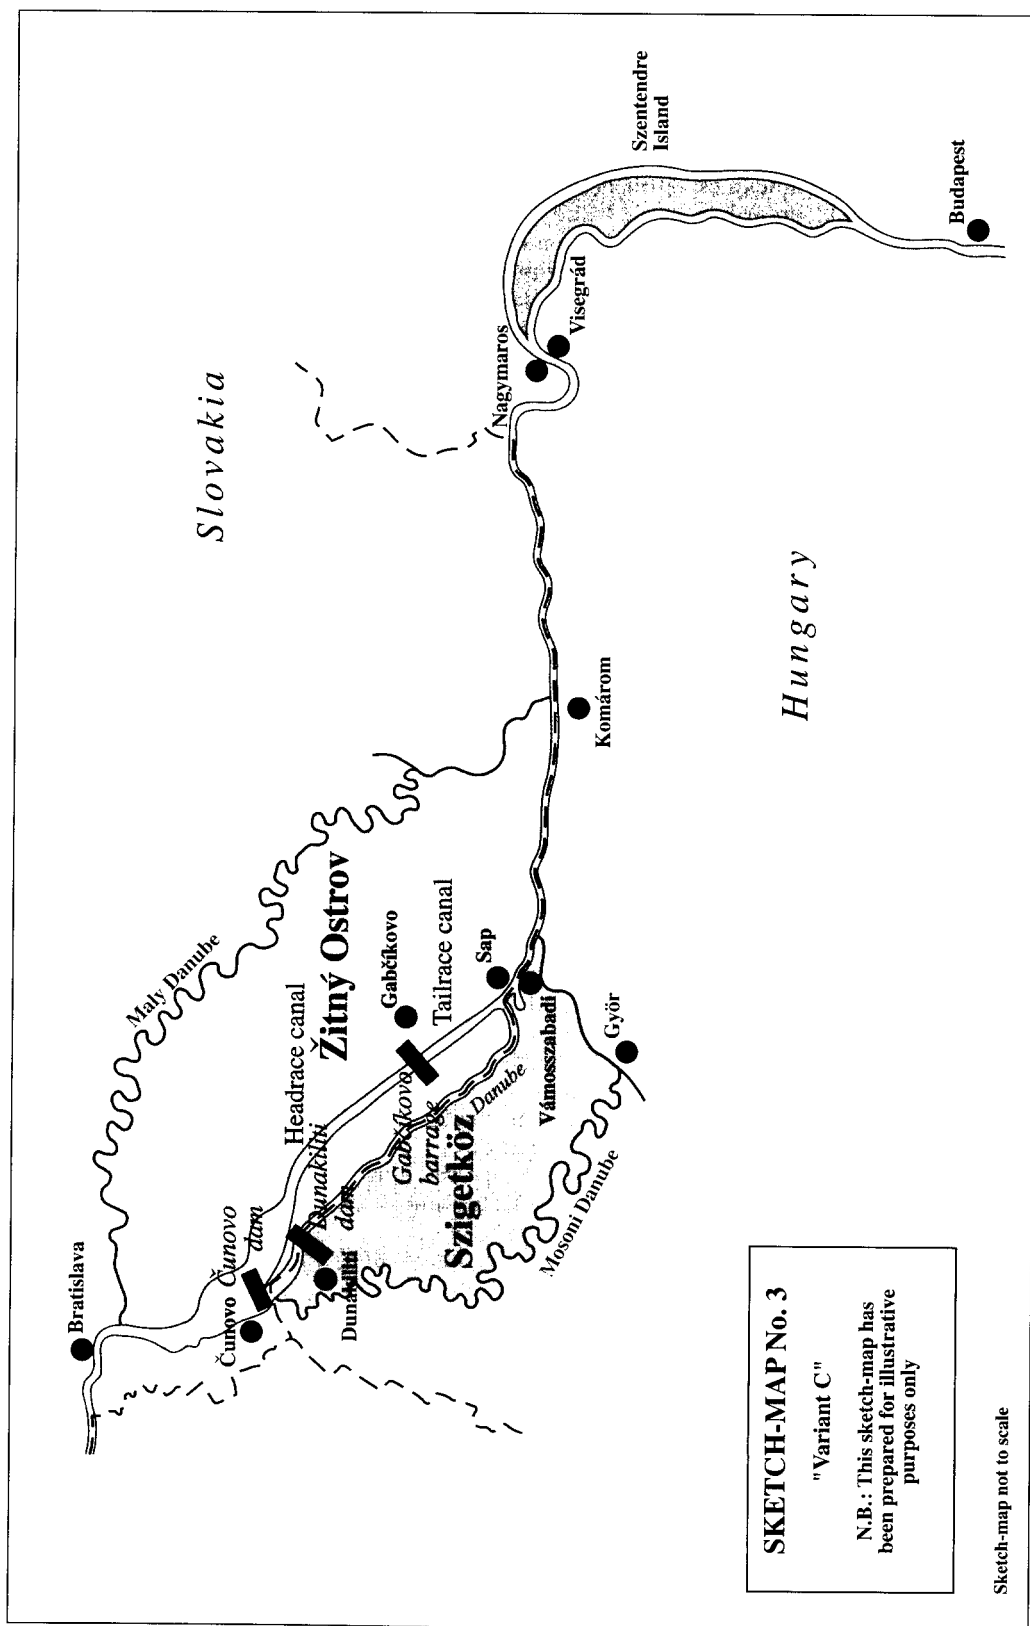 Bratislava
Čunovo
Čunovo
dam
Dunakiliti
dam
Dunakiliti
Headrace canal
Maly Danube
Žitný Ostrov
Gabčíkovo
Tailrace canal
Gabčíkovo
barrage
Danube
Szigetköz
Mosoni Danube
Sap
Vámosszabadi
Györ
Komárom
Slovakia
Hungary
Nagymaros
Visegrád
Szentendre
Island
Budapest
SKETCH-MAP No. 3
"Variant C"
N.B.: This sketch-map has
been prepared for illustrative
purposes only
Sketch-map not to scale